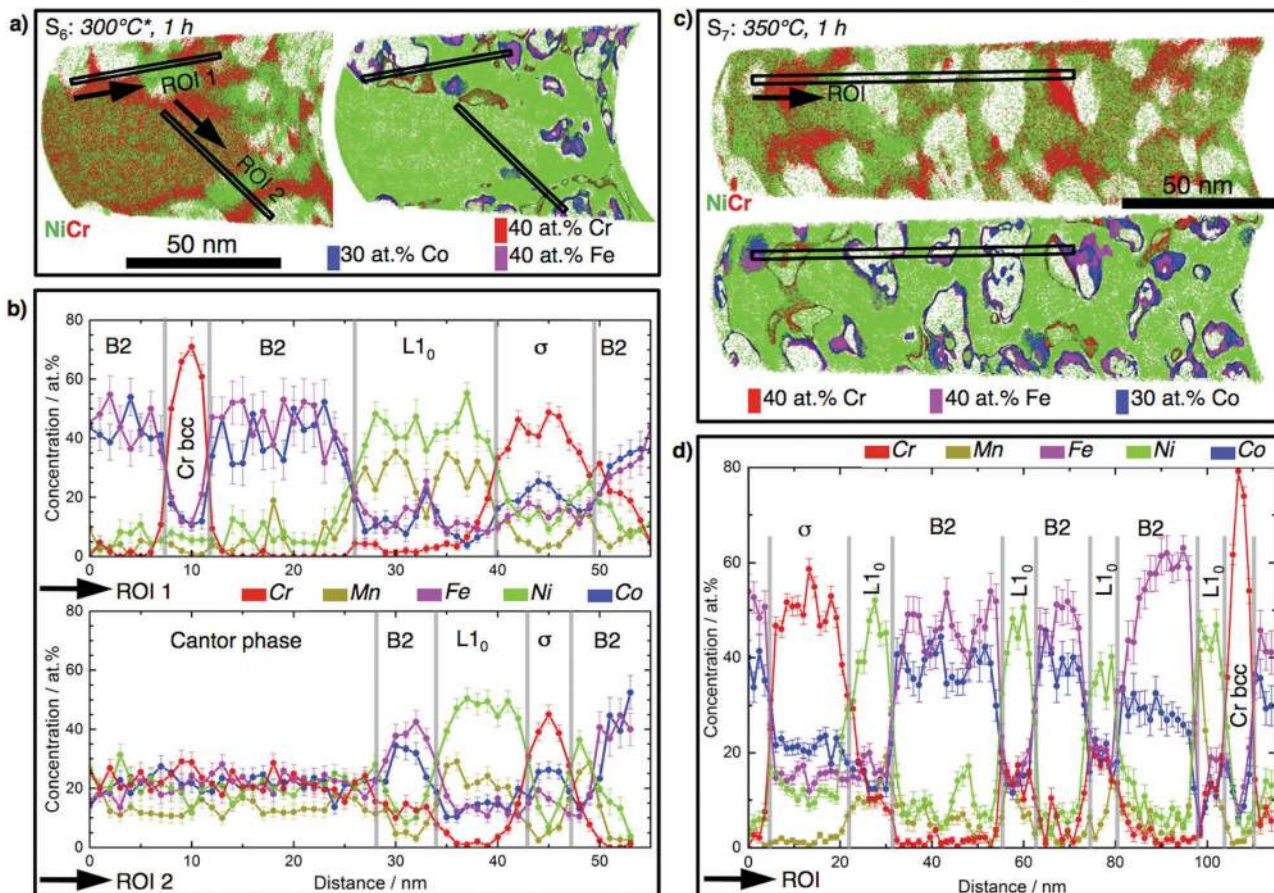 a)
S6: 300°C*, 1 h
ROI 1
ROI 2
NiCr
50 nm
30 at.% Co
40 at.% Cr
40 at.% Fe
b)
80
60
40
20
0
Concentration / at.%
B2
Cr bcc
B2
L10
σ
B2
0
10
20
30
40
50
ROI 1
Cr
Mn
Fe
Ni
Co
80
60
40
20
0
Concentration / at.%
Cantor phase
B2
L10
σ
B2
0
10
20
30
40
50
ROI 2
Distance / nm
c)
S7: 350°C, 1 h
ROI
50 nm
NiCr
40 at.% Cr
40 at.% Fe
30 at.% Co
d)
Cr
Mn
Fe
Ni
Co
80
60
40
20
0
Concentration / at.%
σ
L10
B2
L10
B2
L10
B2
L10
Cr bcc
0
20
40
60
80
100
ROI
Distance / nm